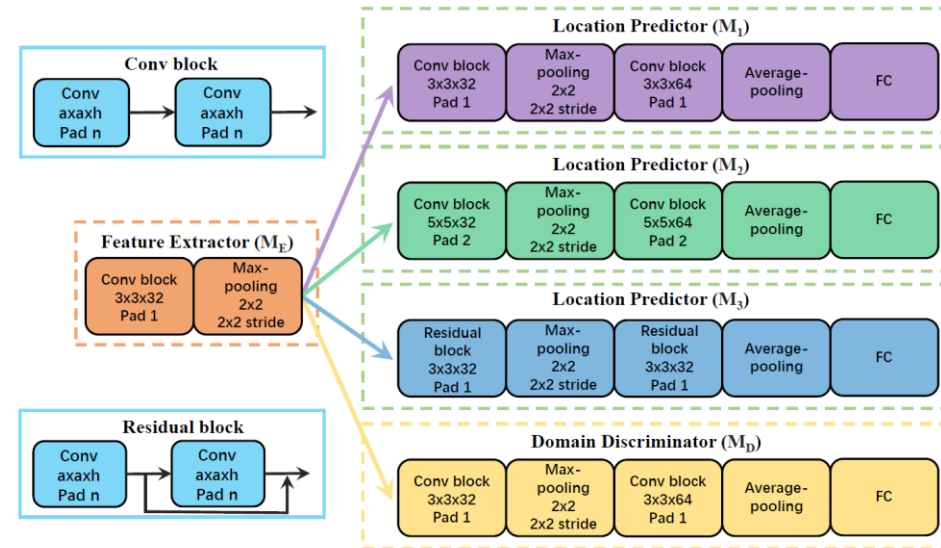 Conv block
Conv
axaxh
Pad n
Conv
axaxh
Pad n
Feature Extractor (M_E)
Conv block
3x3x32
Pad 1
Max-
pooling
2x2
2x2 stride
Residual block
Conv
axaxh
Pad n
Conv
axaxh
Pad n
Location Predictor (M_1)
Conv block
3x3x32
Pad 1
Max-
pooling
2x2
2x2 stride
Conv block
3x3x64
Pad 1
Average-
pooling
FC
Location Predictor (M_2)
Conv block
5x5x32
Pad 2
Max-
pooling
2x2
2x2 stride
Conv block
5x5x64
Pad 2
Average-
pooling
FC
Location Predictor (M_3)
Residual
block
3x3x32
Pad 1
Max-
pooling
2x2
2x2 stride
Residual
block
3x3x32
Pad 1
Average-
pooling
FC
Domain Discriminator (M_D)
Conv block
3x3x32
Pad 1
Max-
pooling
2x2
2x2 stride
Conv block
3x3x64
Pad 1
Average-
pooling
FC